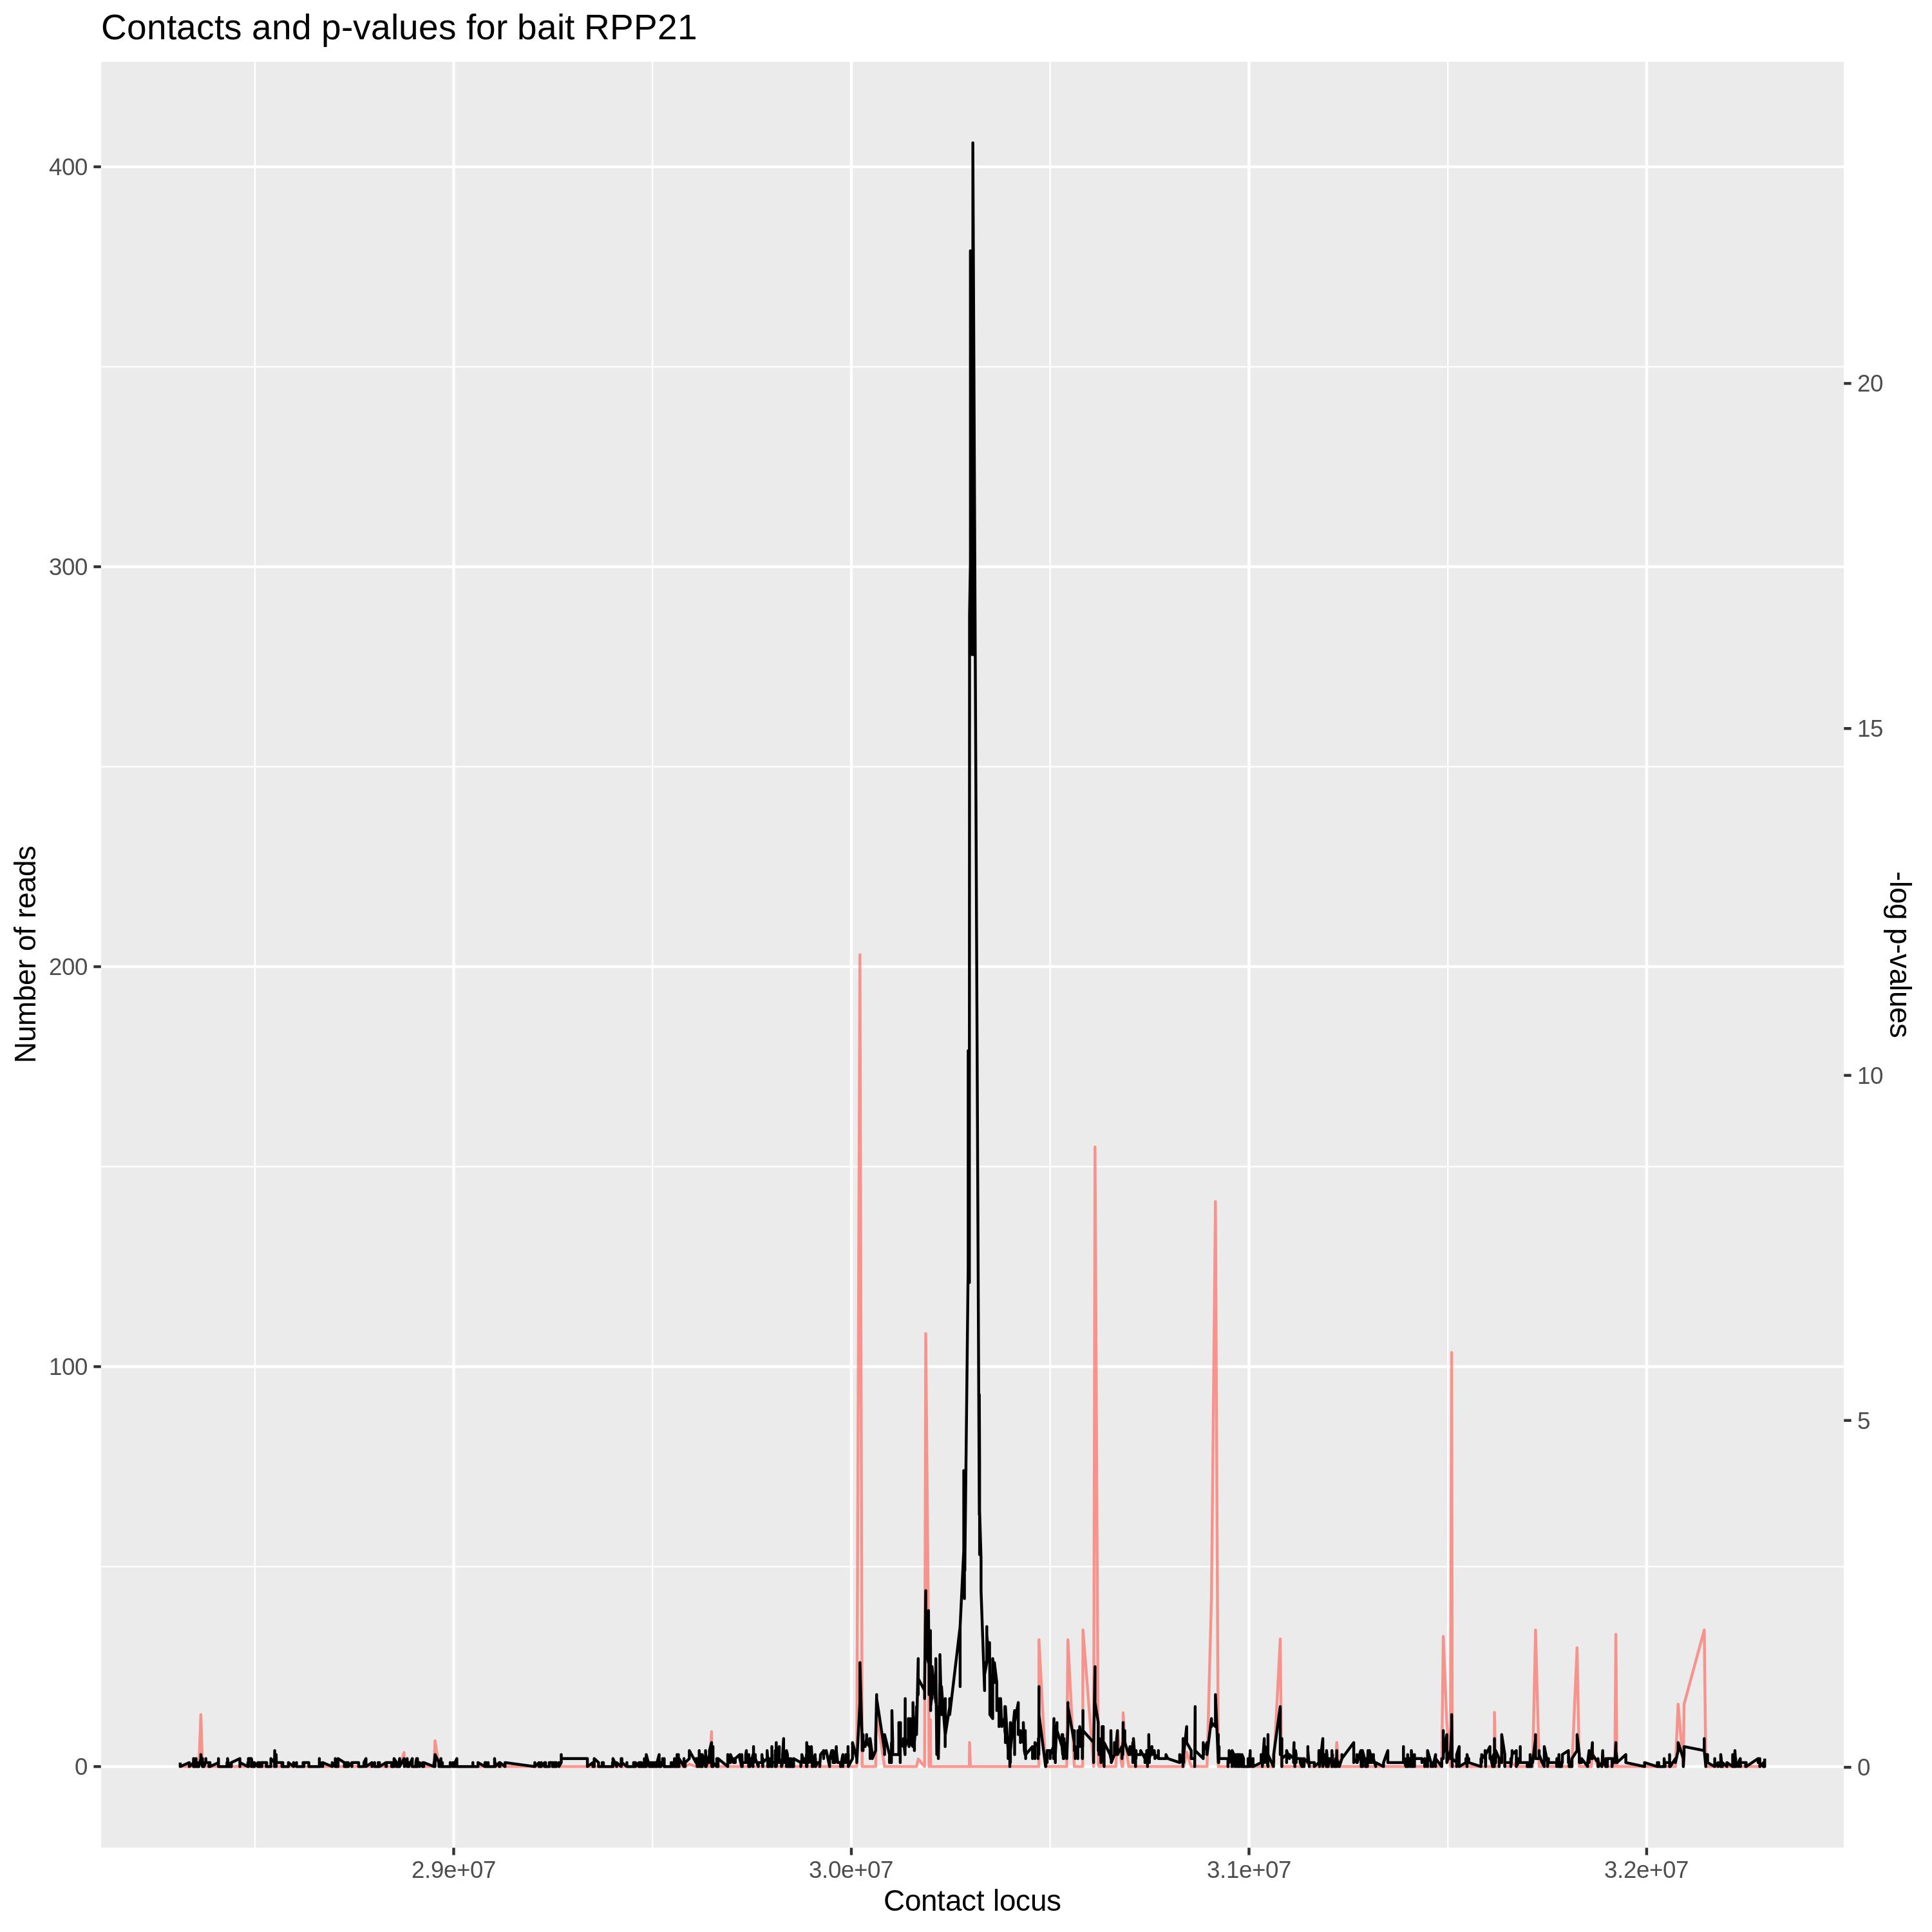 Contacts and p-values for bait RPP21
400
300
200
100
0
Number of reads
20
15
10
5
0
-log p-values
2.9e+07
3.0e+07
3.1e+07
3.2e+07
Contact locus